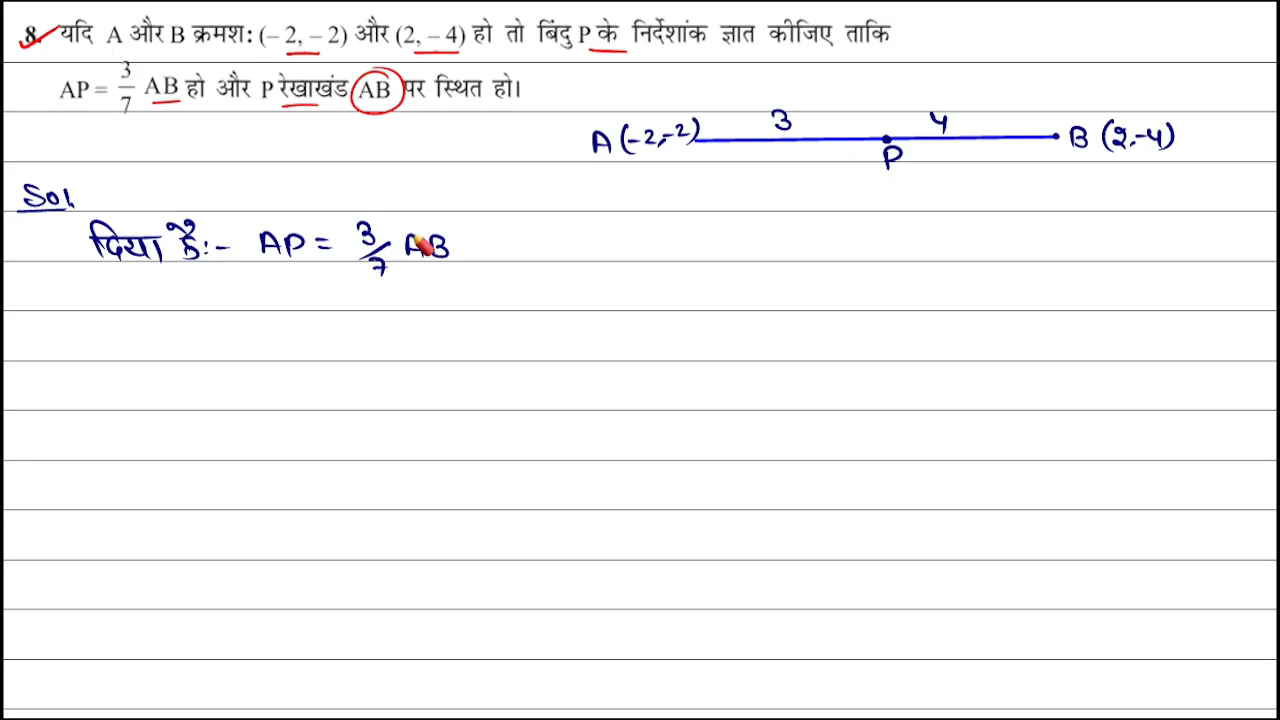 8. यदि A और B क्रमश: (– 2, – 2) और (2, – 4) हो तो बिंदु P के निर्देशांक ज्ञात कीजिए ताकि
AP = 3/7 AB हो और P रेखाखंड AB पर स्थित हो।
A (-2,-2) 3 P 4 B (2,-4)
Sol.
दिया है:- AP = 3/7 AB